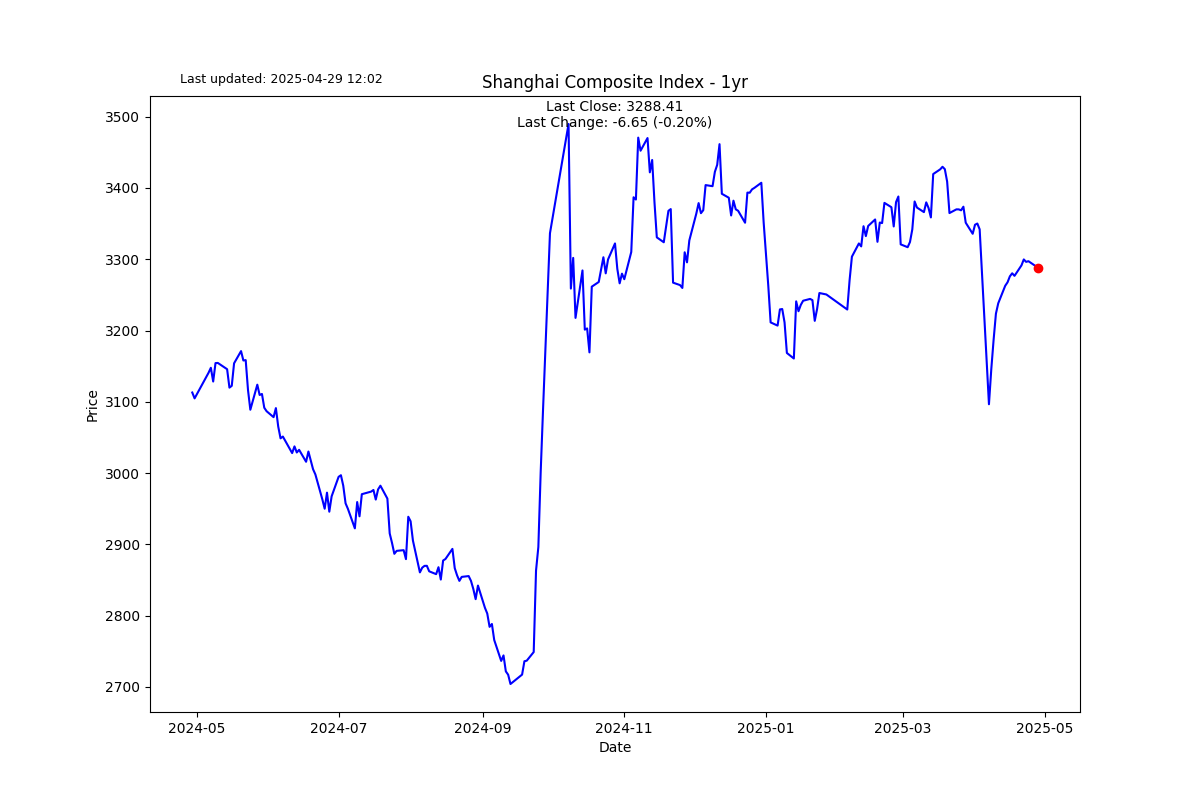 Last updated: 2025-04-29 12:02
Shanghai Composite Index - 1yr
Last Close: 3288.41
Last Change: -6.65 (-0.20%)
3500
3400
3300
3200
3100
3000
2900
2800
2700
Price
2024-05
2024-07
2024-09
2024-11
2025-01
2025-03
2025-05
Date